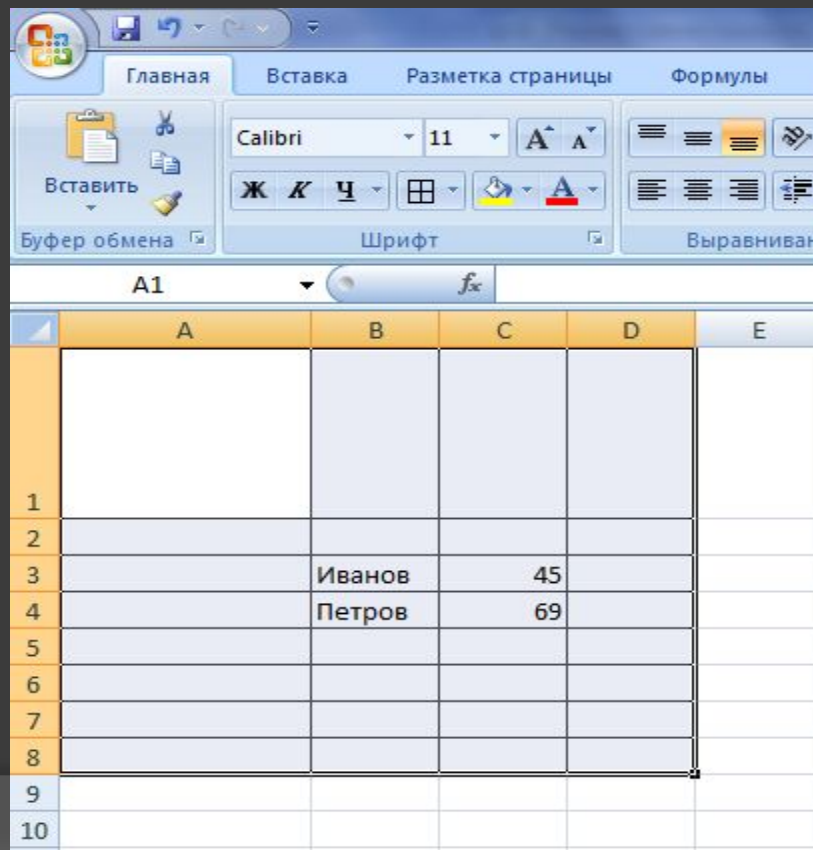 Главная Вставка Разметка страницы Формулы
Calibri 11 A A
Вставить
Ж К Ч A
Буфер обмена Шрифт
A1 fx
A B C D E
1
2
3 Иванов 45
4 Петров 69
5
6
7
8
9
10